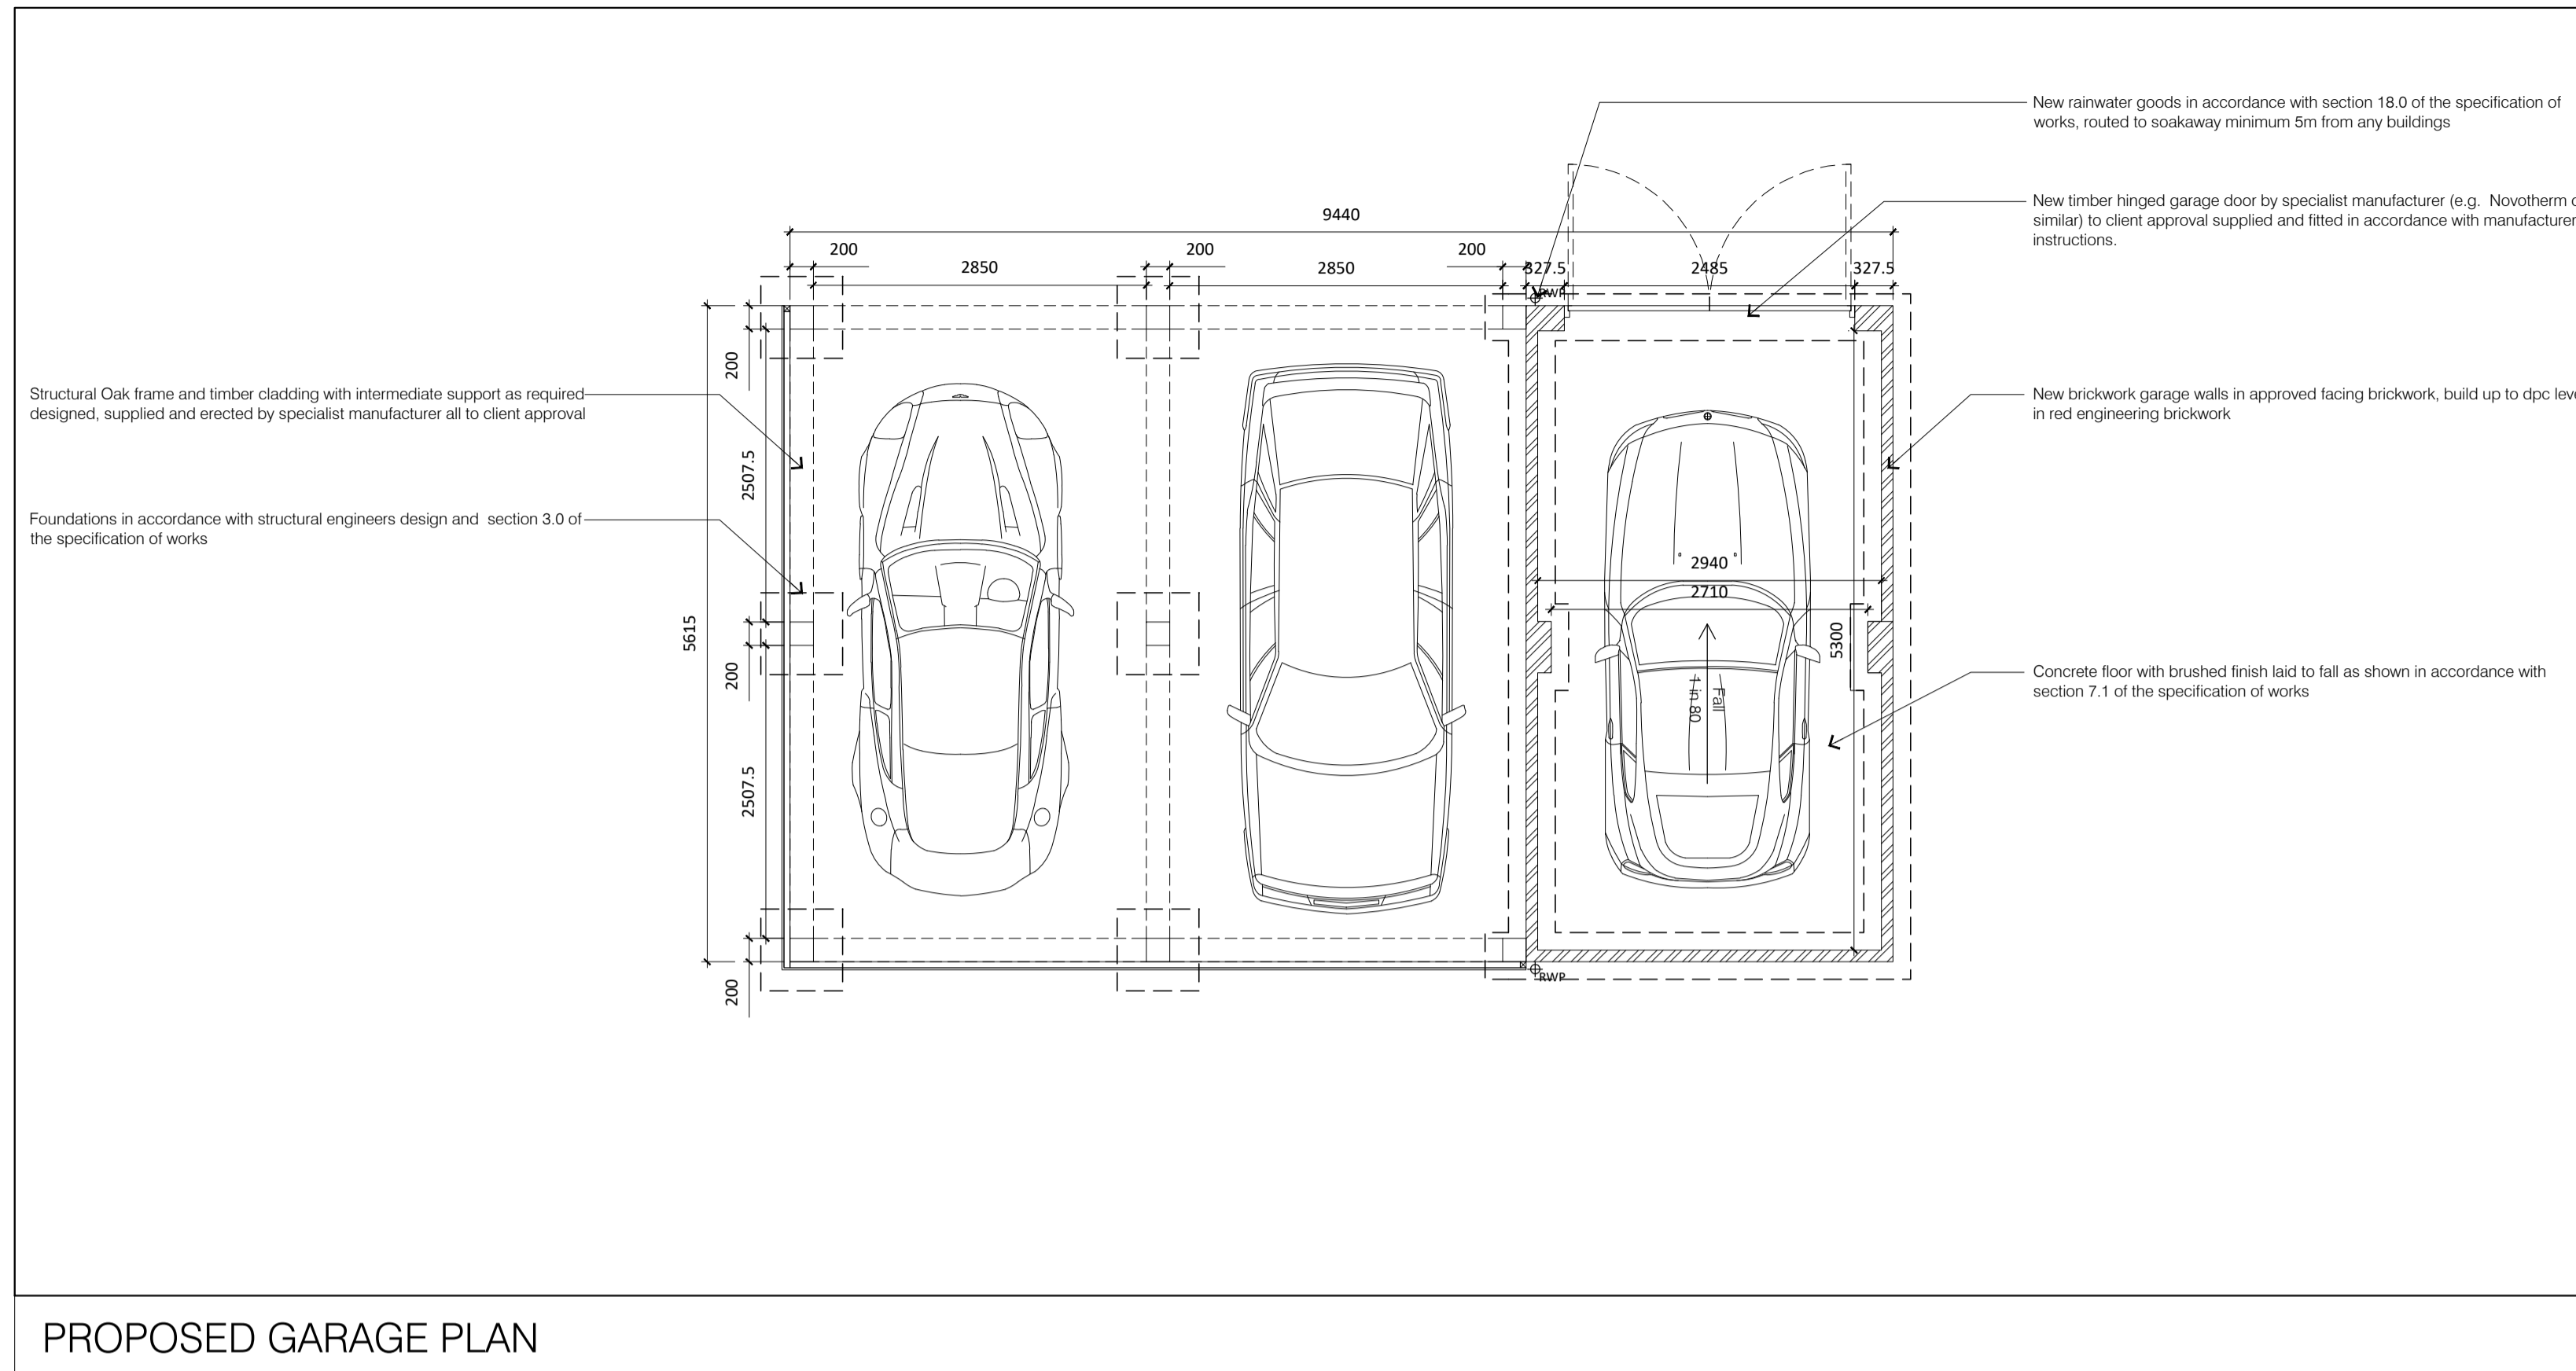 New rainwater goods in accordance with section 18.0 of the specification of
works, routed to soakaway minimum 5m from any buildings
New timber hinged garage door by specialist manufacturer (e.g. Novotherm
similar) to client approval supplied and fitted in accordance with manufacturer
instructions.
9440
200
200
200
2850
2850
327.5
2485
327.5
RWP
200
Structural Oak frame and timber cladding with intermediate support as required
designed, supplied and erected by specialist manufacturer all to client approval
New brickwork garage walls in approved facing brickwork, build up to dpc
in red engineering brickwork
2507.5
Foundations in accordance with structural engineers design and section 3.0 of
the specification of works
2940
2710
5615
5300
200
Fall
1 in 80
Concrete floor with brushed finish laid to fall as shown in accordance with
section 7.1 of the specification of works
2507.5
200
RWP
PROPOSED GARAGE PLAN